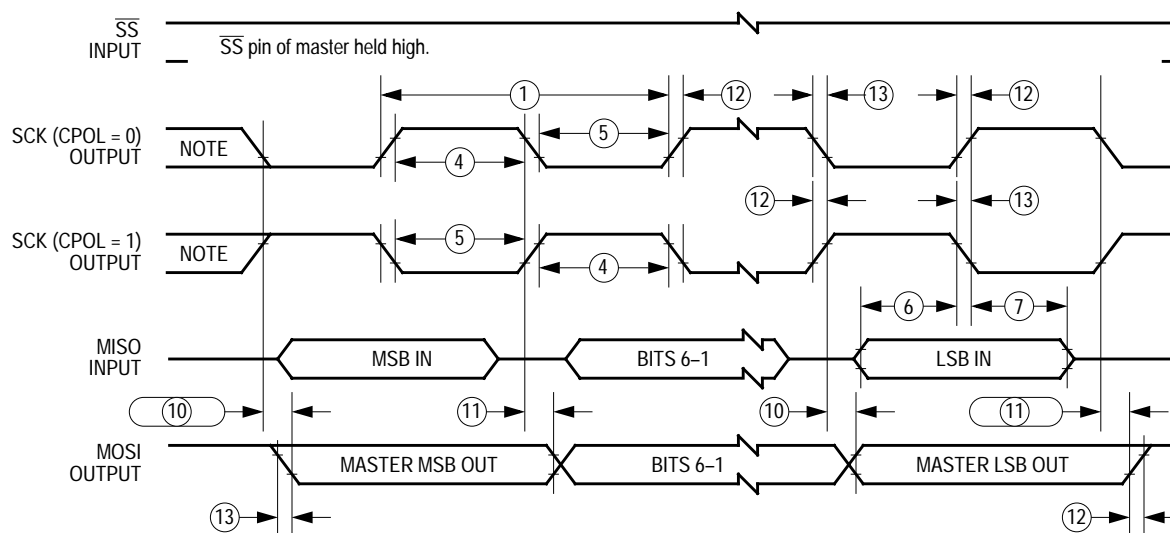 SS
INPUT
SS pin of master held high.
1
12
13
12
SCK (CPOL = 0)
OUTPUT
NOTE
5
4
12
13
SCK (CPOL = 1)
OUTPUT
NOTE
5
4
6
7
MISO
INPUT
MSB IN
BITS 6–1
LSB IN
10
11
10
11
MOSI
OUTPUT
MASTER MSB OUT
BITS 6–1
MASTER LSB OUT
13
12